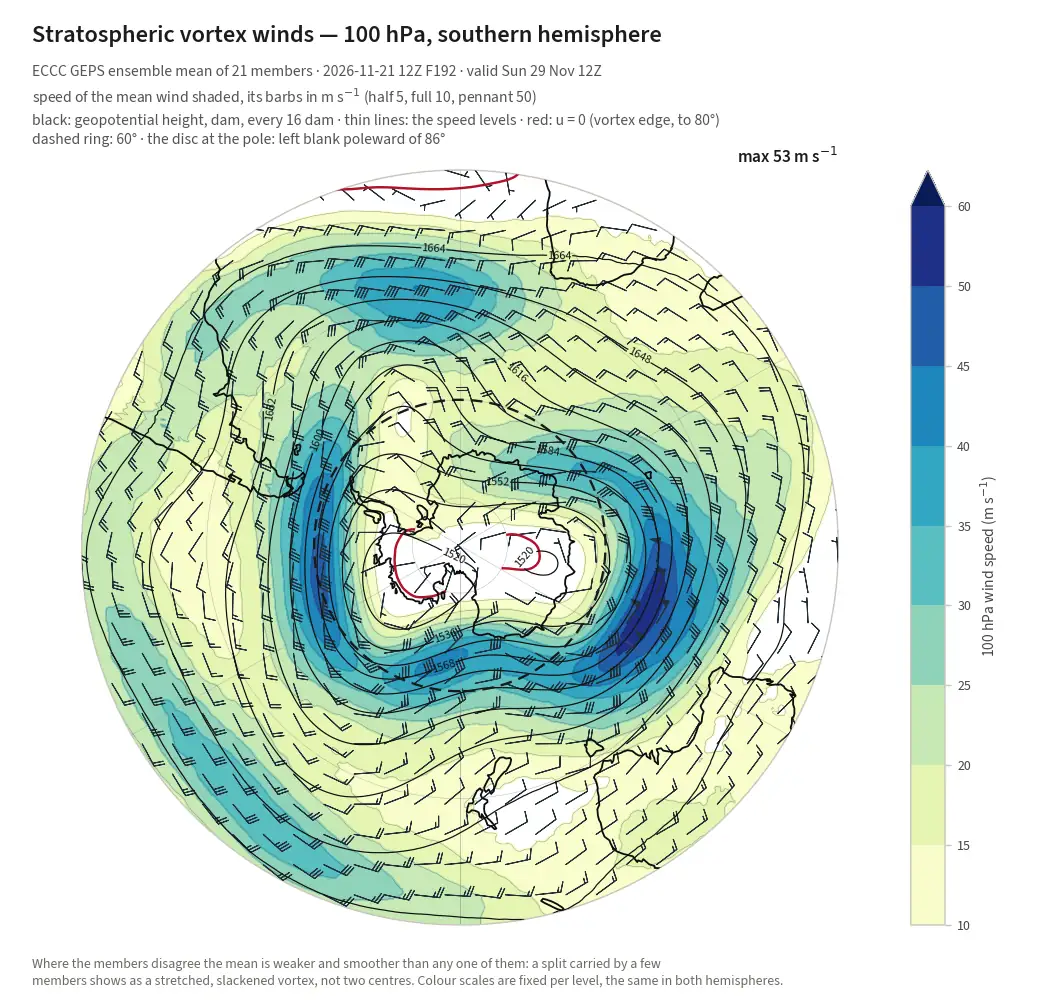 Stratospheric vortex winds — 100 hPa, southern hemisphere
ECCC GEPS ensemble mean of 21 members · 2026-11-21 12Z F192 · valid Sun 29 Nov 12Z
speed of the mean wind shaded, its barbs in m s⁻¹ (half 5, full 10, pennant 50)
black: geopotential height, dam, every 16 dam · thin lines: the speed levels · red: u = 0 (vortex edge, to 80°)
dashed ring: 60° · the disc at the pole: left blank poleward of 86°
max 53 m s⁻¹
1664
1664
1648
1616
1632
1600
1584
1552
1520
1520
1536
1568
60
50
45
40
35
30
25
20
15
10
100 hPa wind speed (m s⁻¹)
Where the members disagree the mean is weaker and smoother than any one of them: a split carried by a few
members shows as a stretched, slackened vortex, not two centres. Colour scales are fixed per level, the same in both hemispheres.